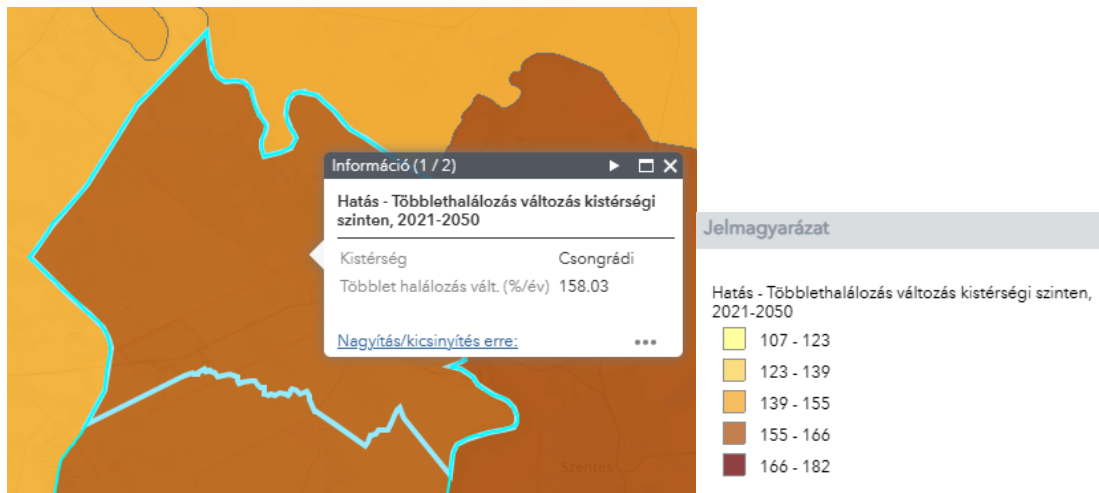 Információ (1 / 2)
Hatás - Többlethalálozás változás kistérségi
szinten, 2021-2050
Kistérség Csongrádi
Többlet halálozás vált. (%/év) 158.03
Nagyítás/kicsinyítés erre:
Szentes
Jelmagyarázat
Hatás - Többlethalálozás változás kistérségi szinten,
2021-2050
107 - 123
123 - 139
139 - 155
155 - 166
166 - 182